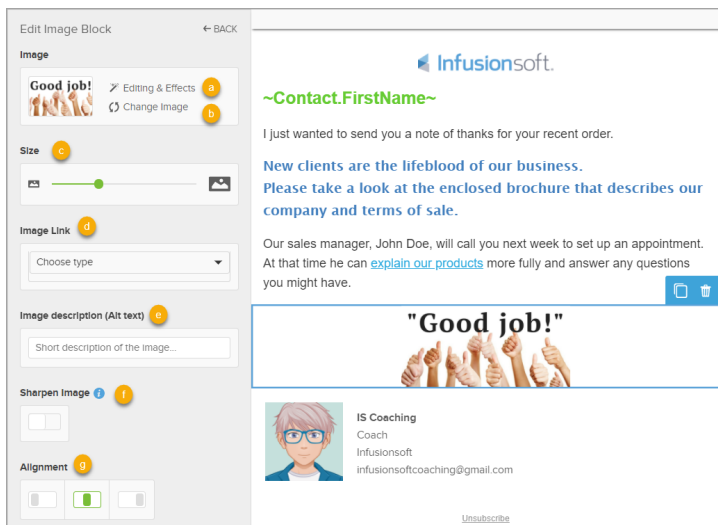 Edit Image Block
← BACK
Image
Good job!
Editing & Effects
a
Change Image
b
Size
c
Image Link
d
Choose type
Image description (Alt text)
e
Short description of the image...
Sharpen Image i
f
Alignment
g
Infusionsoft.
~Contact.FirstName~
I just wanted to send you a note of thanks for your recent order.
New clients are the lifeblood of our business.
Please take a look at the enclosed brochure that describes our
company and terms of sale.
Our sales manager, John Doe, will call you next week to set up an appointment.
At that time he can explain our products more fully and answer any questions
you might have.
"Good job!"
IS Coaching
Coach
Infusionsoft
infusionsoftcoaching@gmail.com
Unsubscribe